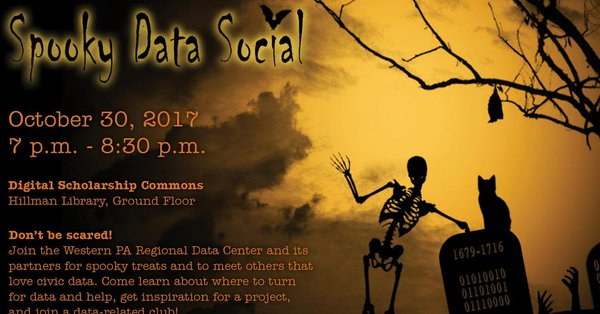 Spooky Data Social
October 30, 2017
7 p.m. - 8:30 p.m.
Digital Scholarship Commons
Hillman Library, Ground Floor
Don't be scared!
Join the Western PA Regional Data Center and its
partners for spooky treats and to meet others that
love civic data. Come learn about where to turn
for data and help, get inspiration for a project,
and join a data-related club!
1679-1716
01010010
01101001
01110000